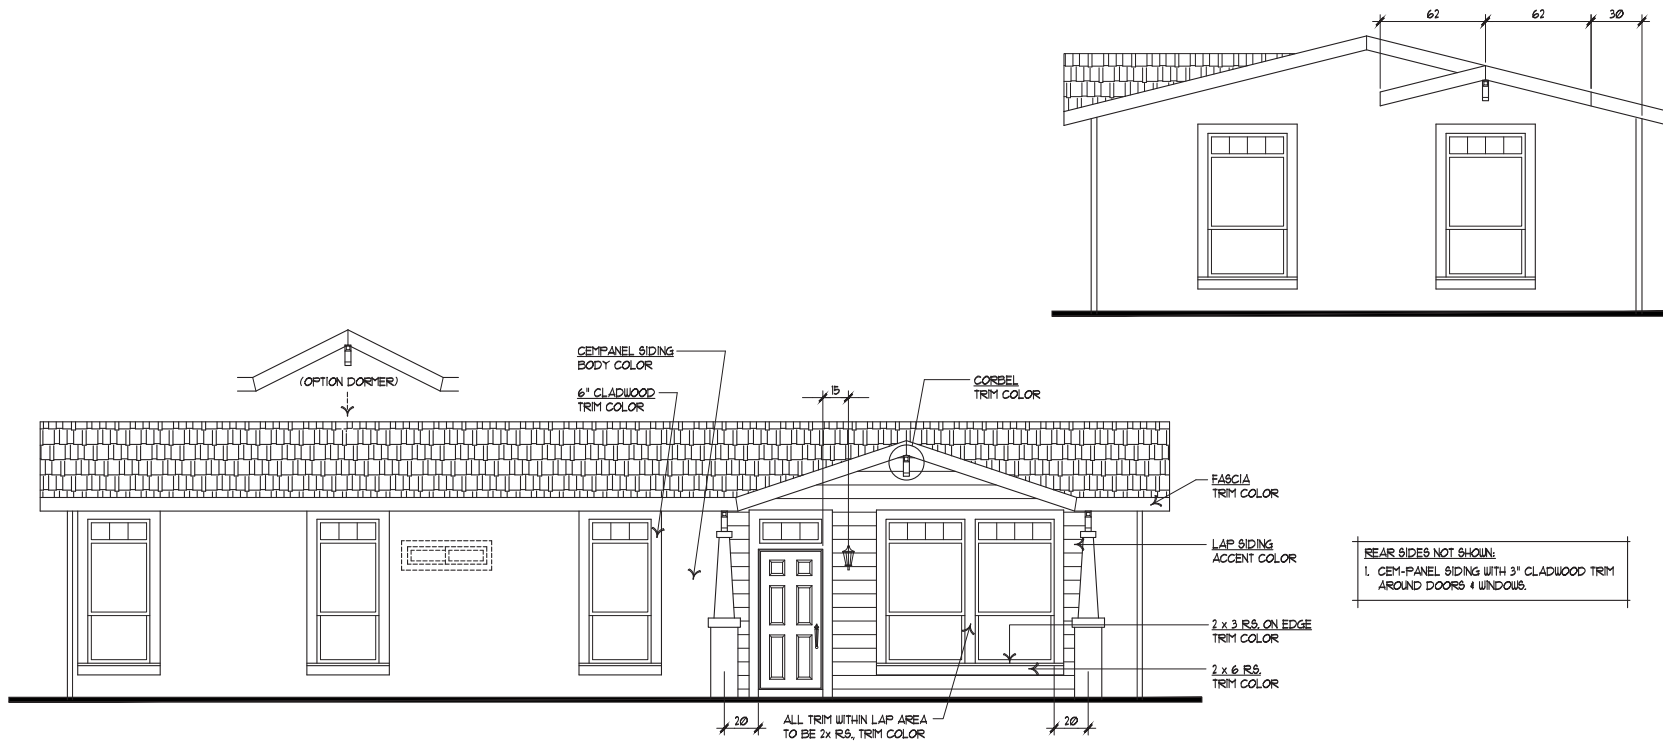 62
62
30
(OPTION DORMER)
CEMPANEL SIDING
BODY COLOR
6" CLADWOOD
TRIM COLOR
15
CORBEL
TRIM COLOR
FASCIA
TRIM COLOR
LAP SIDING
ACCENT COLOR
REAR SIDES NOT SHOWN:
1. CEM-PANEL SIDING WITH 3" CLADWOOD TRIM
AROUND DOORS & WINDOWS.
2 x 3 R.S. ON EDGE
TRIM COLOR
2 x 6 R.S.
TRIM COLOR
20
ALL TRIM WITHIN LAP AREA
TO BE 2x R.S., TRIM COLOR
20